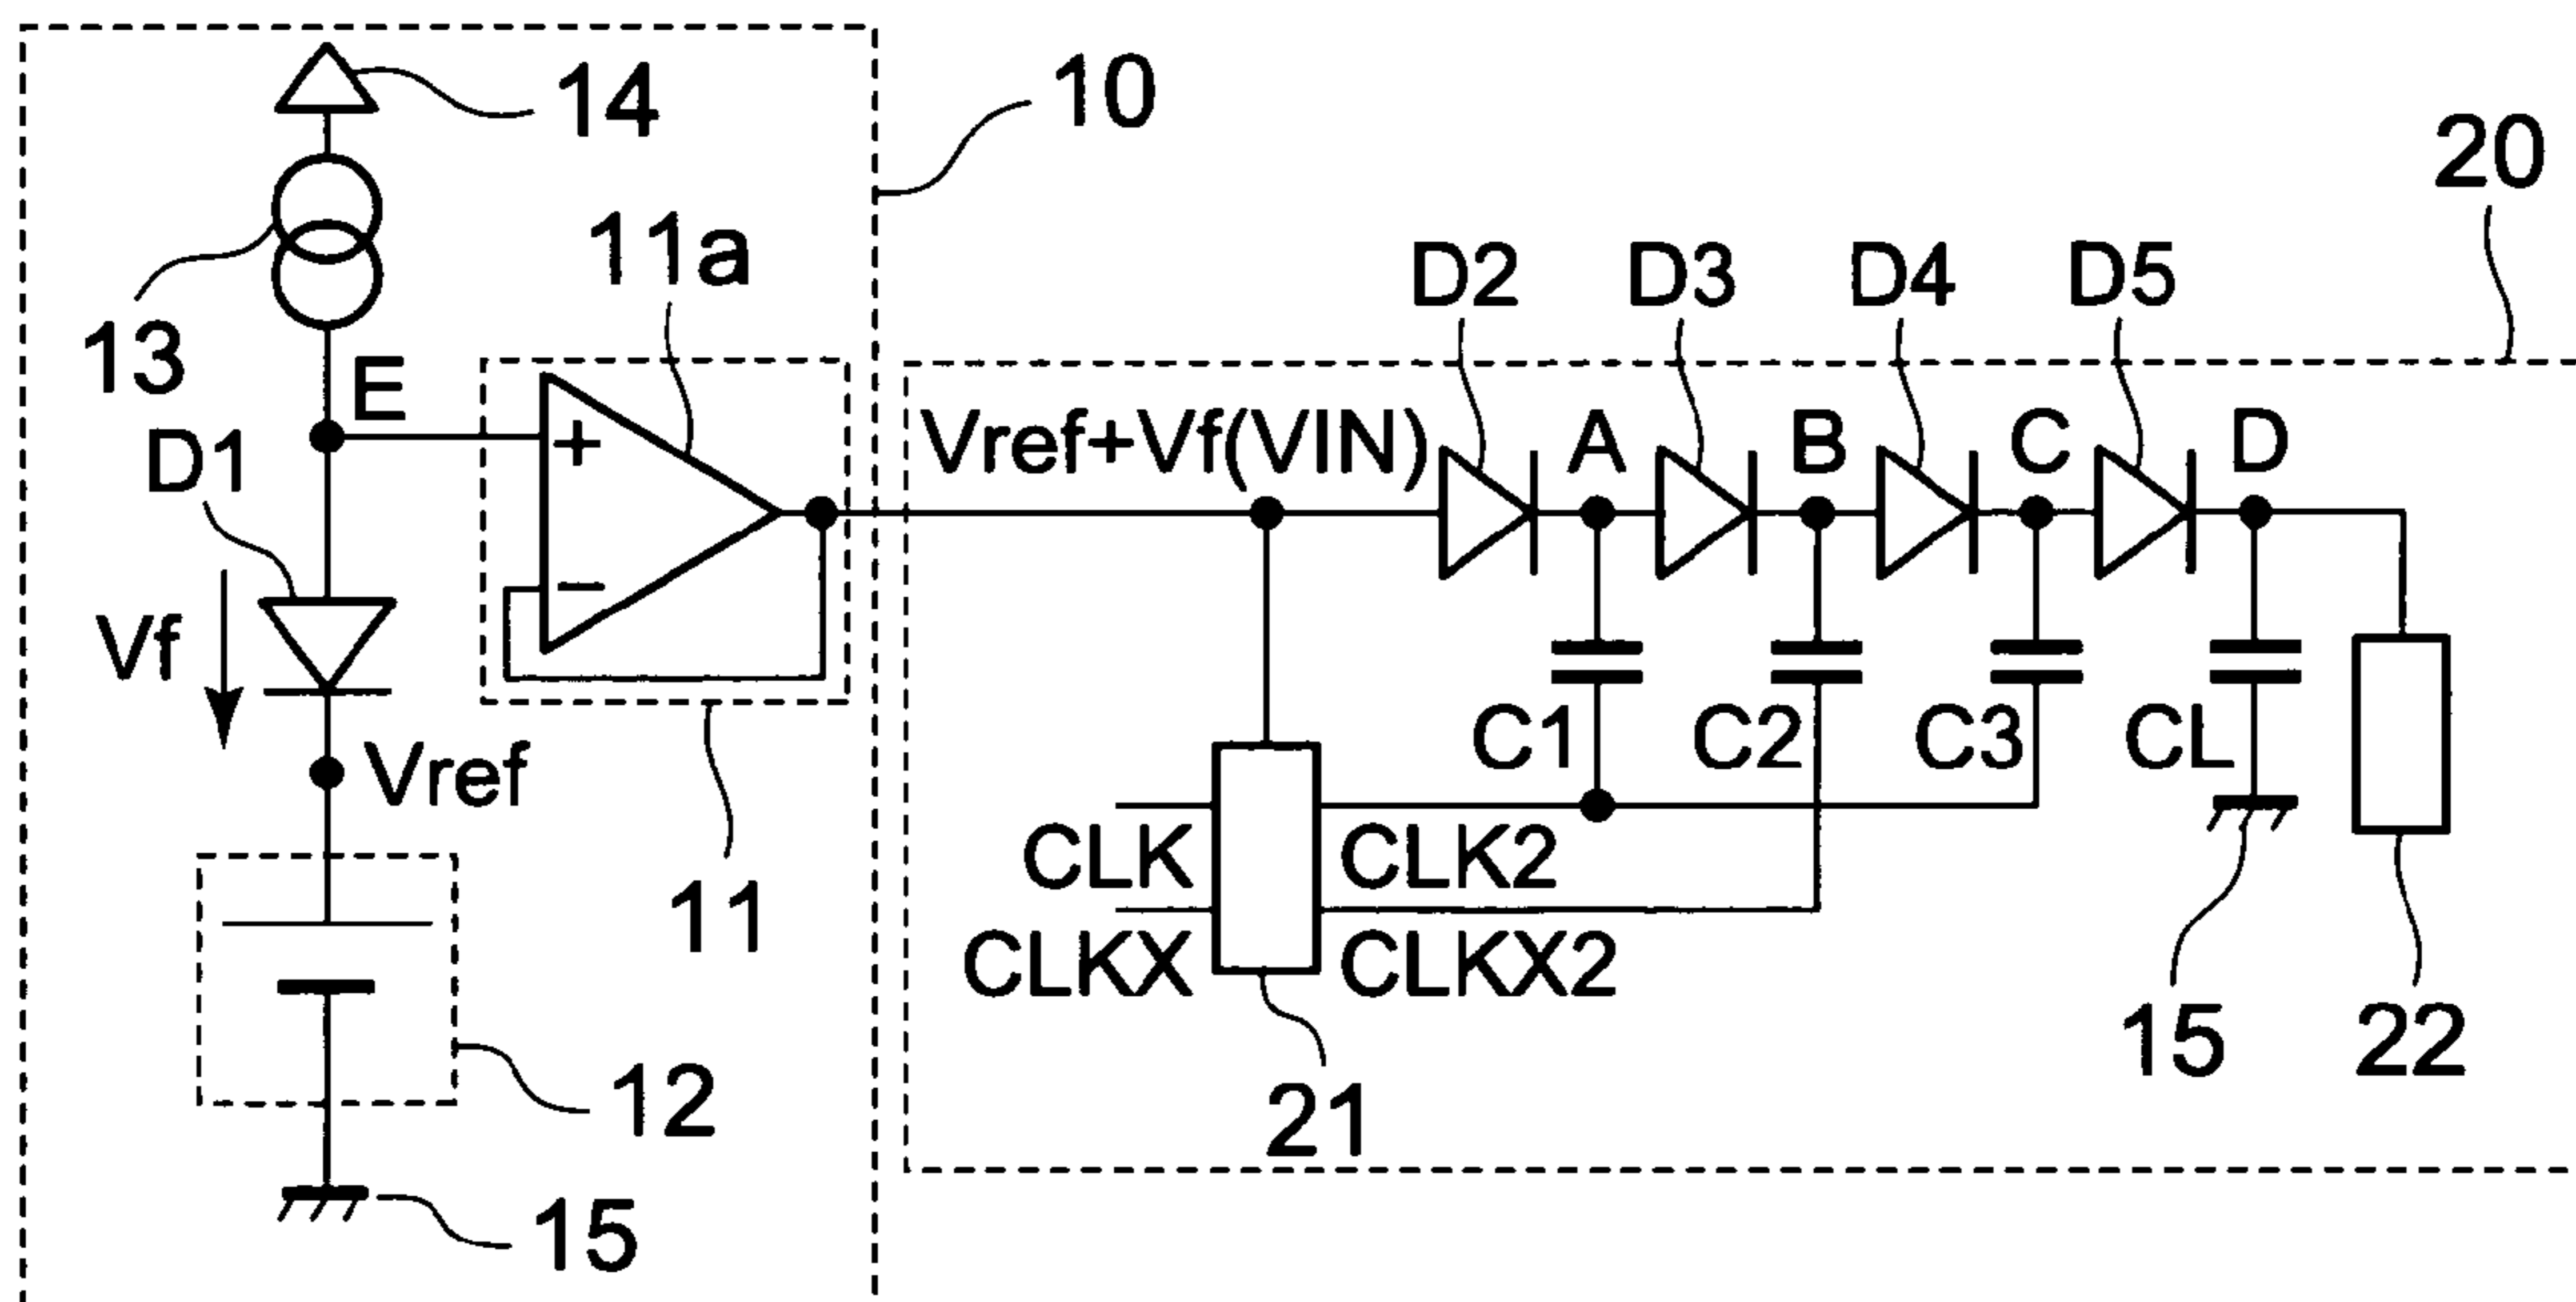 14
10
20
13
11a
D2
D3
D4
D5
E
D1
+
−
Vref+Vf(VIN)
A
B
C
D
Vf
Vref
C1
C2
C3
CL
CLK
CLK2
CLKX
CLKX2
11
12
15
21
15
22